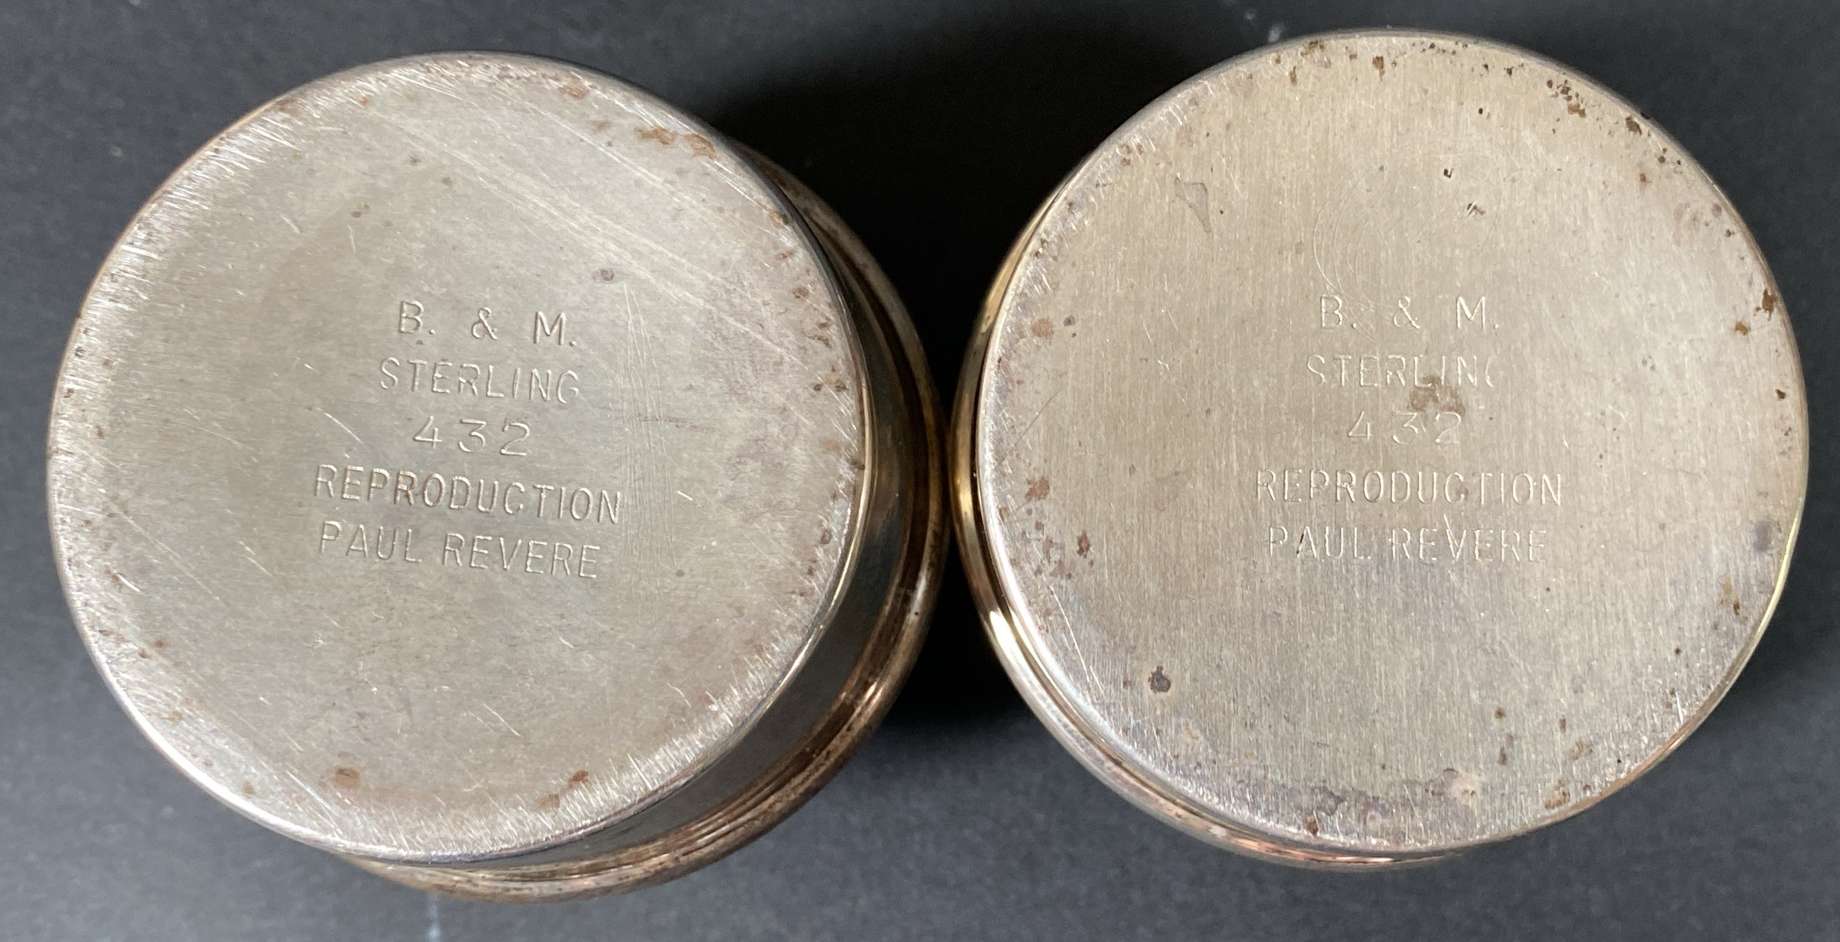 B. & M.
STERLING
432
REPRODUCTION
PAUL REVERE
B. & M.
STERLING
432
REPRODUCTION
PAUL REVERE